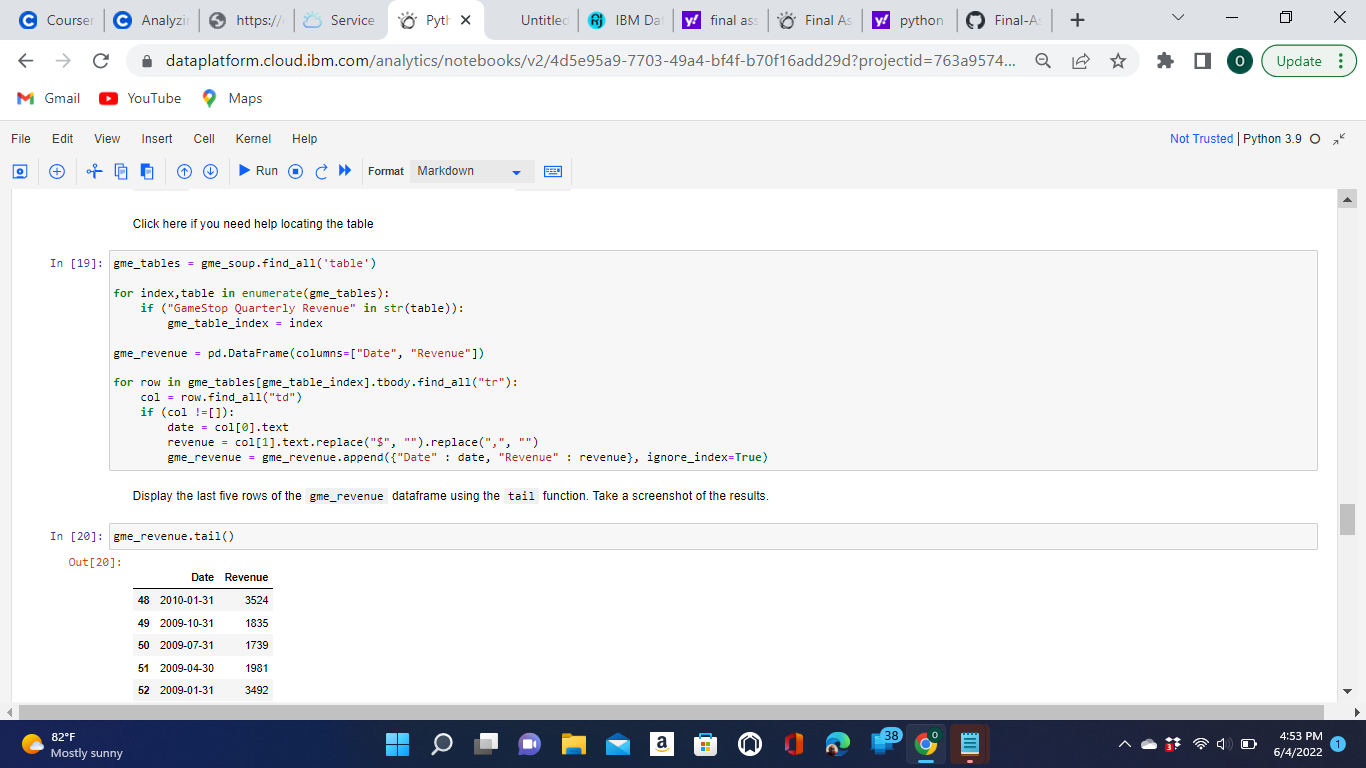 Courser Analyzi https:// Service Pyth Untitled IBM Da final ass Final As python Final-As
dataplatform.cloud.ibm.com/analytics/notebooks/v2/4d5e95a9-7703-49a4-bf4f-b70f16add29d?projectid=763a9574... O Update
Gmail YouTube Maps
File Edit View Insert Cell Kernel Help Not Trusted Python 3.9
Run Format Markdown
Click here if you need help locating the table
In [19]: gme_tables = gme_soup.find_all('table')
for index,table in enumerate(gme_tables):
if ("GameStop Quarterly Revenue" in str(table)):
gme_table_index = index
gme_revenue = pd.DataFrame(columns=["Date", "Revenue"])
for row in gme_tables[gme_table_index].tbody.find_all("tr"):
col = row.find_all("td")
if (col !=[]):
date = col[0].text
revenue = col[1].text.replace("$", "").replace(",", "")
gme_revenue = gme_revenue.append({"Date" : date, "Revenue" : revenue}, ignore_index=True)
Display the last five rows of the gme_revenue dataframe using the tail function. Take a screenshot of the results.
In [20]: gme_revenue.tail()
Out[20]:
Date Revenue
48 2010-01-31 3524
49 2009-10-31 1835
50 2009-07-31 1739
51 2009-04-30 1981
52 2009-01-31 3492
82°F
Mostly sunny
38
0
3
4:53 PM
6/4/2022
1